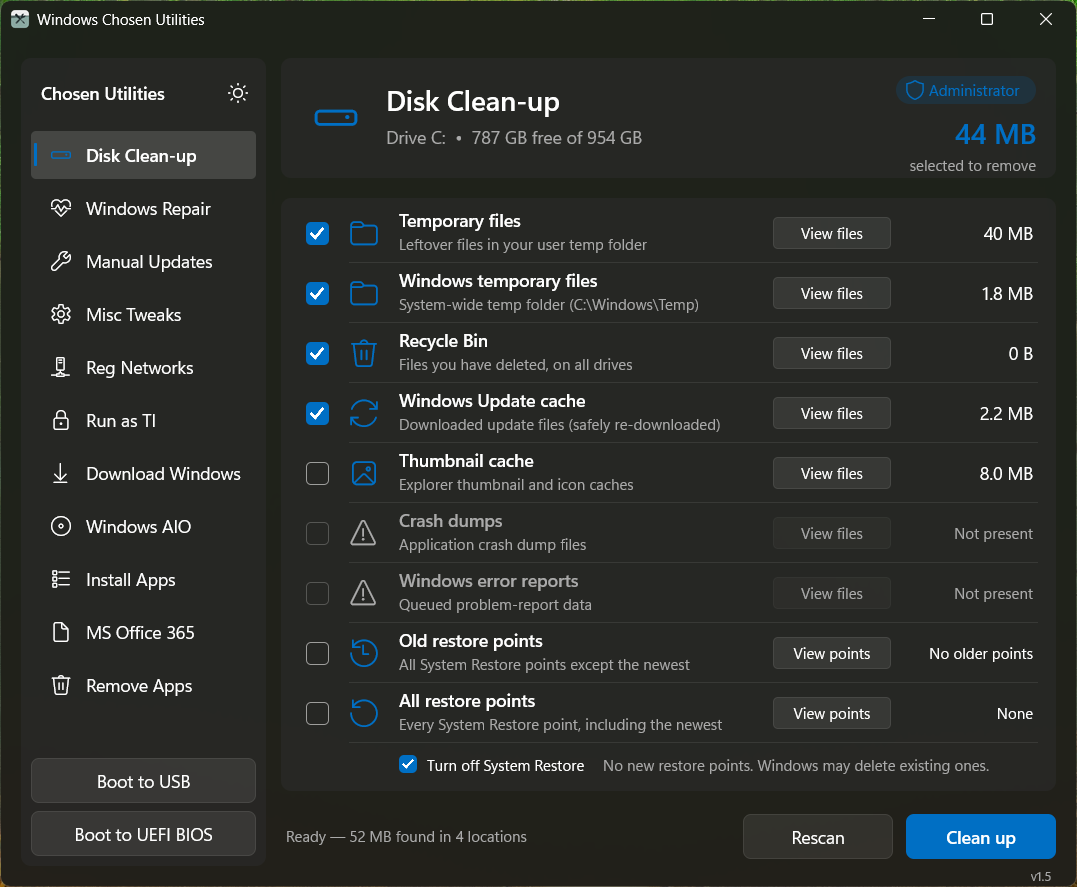 Windows Chosen Utilities
Chosen Utilities
Disk Clean-up
Windows Repair
Manual Updates
Misc Tweaks
Reg Networks
Run as TI
Download Windows
Windows AIO
Install Apps
MS Office 365
Remove Apps
Boot to USB
Boot to UEFI BIOS
Disk Clean-up
Drive C: • 787 GB free of 954 GB
Administrator
44 MB
selected to remove
Temporary files
Leftover files in your user temp folder
View files
40 MB
Windows temporary files
System-wide temp folder (C:\Windows\Temp)
View files
1.8 MB
Recycle Bin
Files you have deleted, on all drives
View files
0 B
Windows Update cache
Downloaded update files (safely re-downloaded)
View files
2.2 MB
Thumbnail cache
Explorer thumbnail and icon caches
View files
8.0 MB
Crash dumps
Application crash dump files
View files
Not present
Windows error reports
Queued problem-report data
View files
Not present
Old restore points
All System Restore points except the newest
View points
No older points
All restore points
Every System Restore point, including the newest
View points
None
Turn off System Restore
No new restore points. Windows may delete existing ones.
Ready — 52 MB found in 4 locations
Rescan
Clean up
v1.5